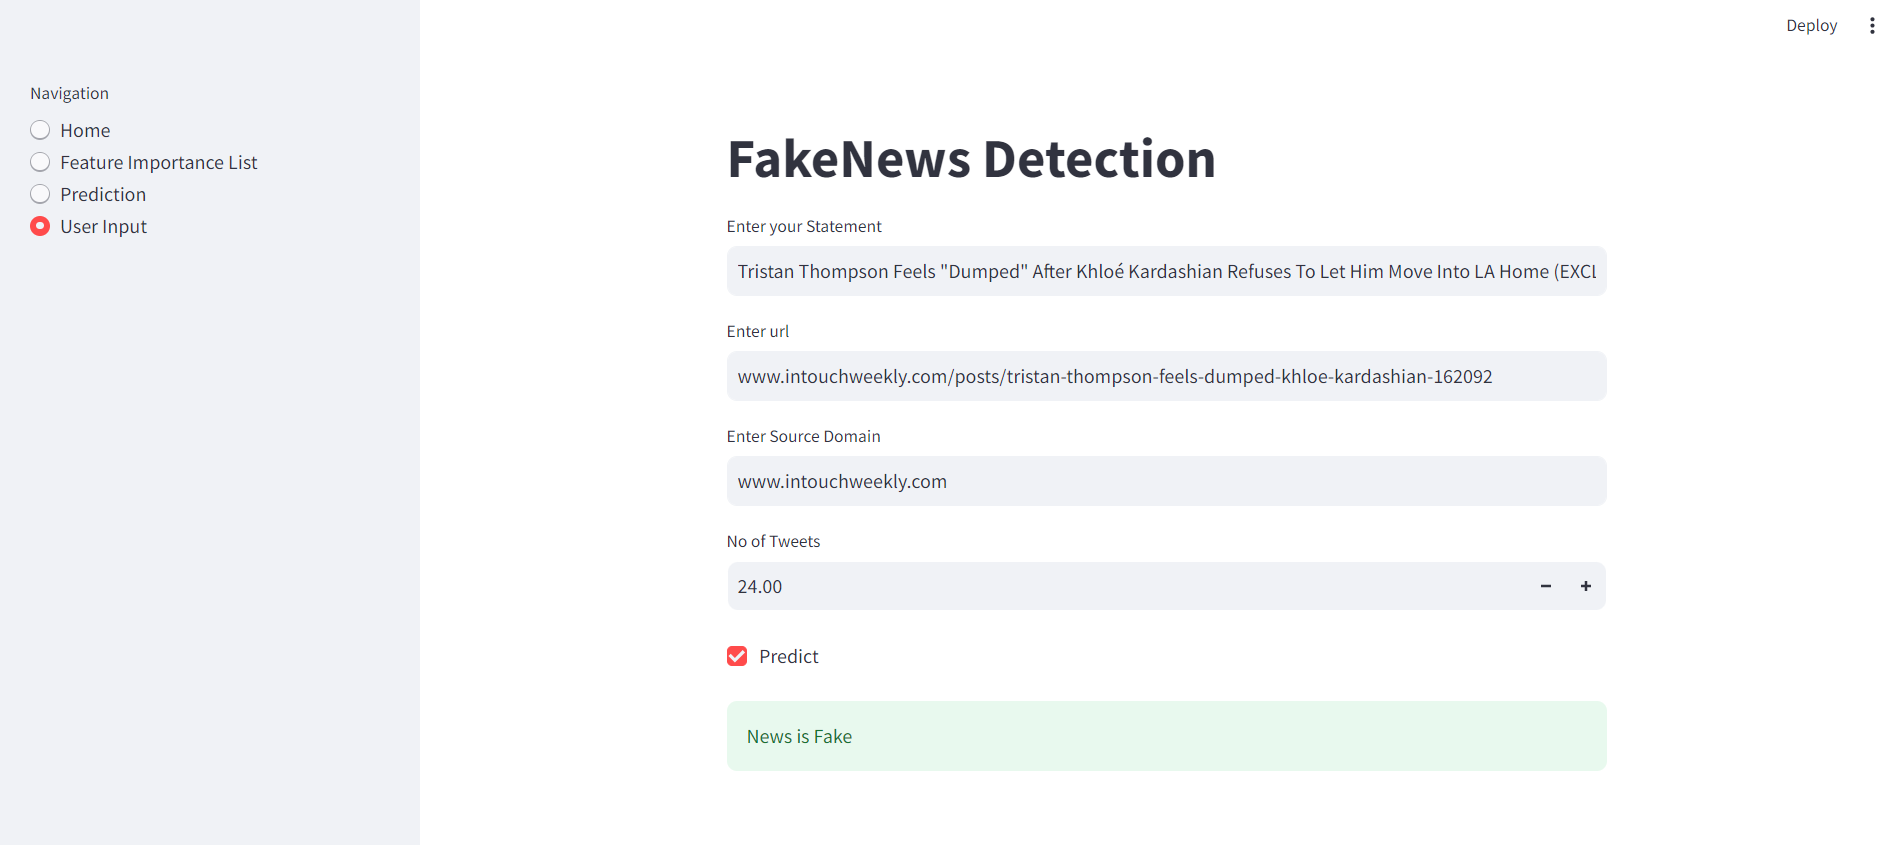 Deploy
Navigation
Home
Feature Importance List
Prediction
User Input
FakeNews Detection
Enter your Statement
Tristan Thompson Feels "Dumped" After Khloé Kardashian Refuses To Let Him Move Into LA Home (EXCL
Enter url
www.intouchweekly.com/posts/tristan-thompson-feels-dumped-khloe-kardashian-162092
Enter Source Domain
www.intouchweekly.com
No of Tweets
24.00
Predict
News is Fake